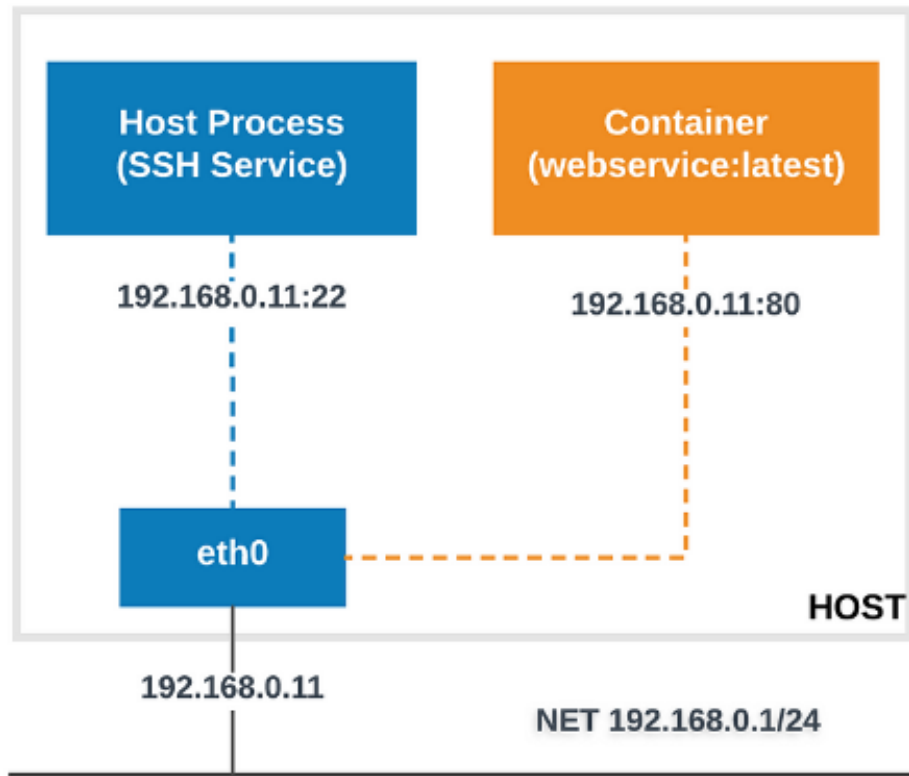 Host Process
(SSH Service)
Container
(webservice:latest)
192.168.0.11:22
192.168.0.11:80
eth0
HOST
192.168.0.11
NET 192.168.0.1/24